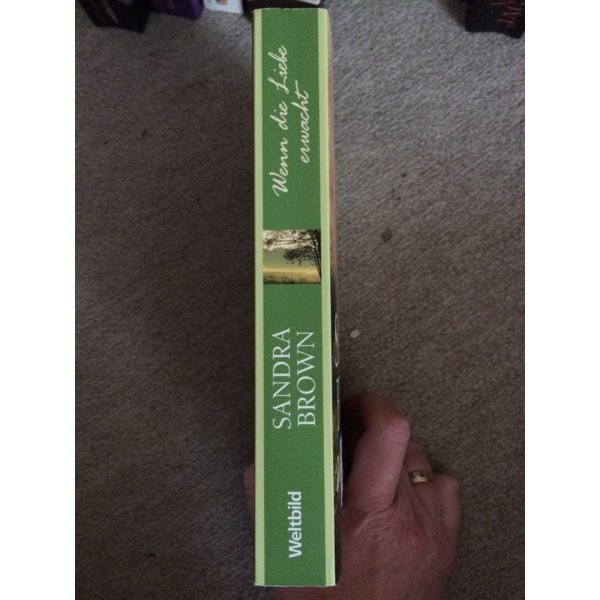 Wenn die Liebe
erwacht
SANDRA
BROWN
Weltbild